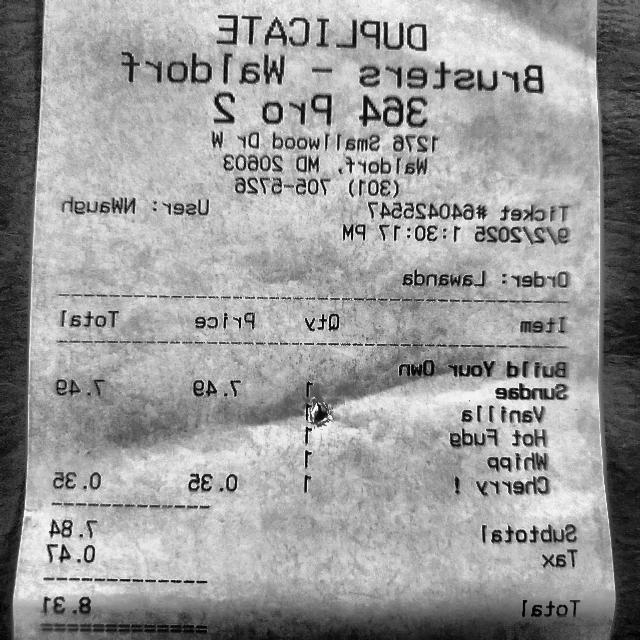 DUPLICATE
Brusters - Waldorf
364 Pro 2
1276 Smallwood Dr W
Waldorf, MD 20603
(301) 705-5726
Ticket #640425547 User: NWaugh
9/2/2025 1:30:17 PM
Order: Lawanda
Item Qty Price Total
Build Your Own
Sundae 1 7.49 7.49
Vanilla 1
Hot Fudg 1
Whipp 1
Cherry ! 1 0.35 0.35
Subtotal 7.84
Tax 0.47
Total 8.31